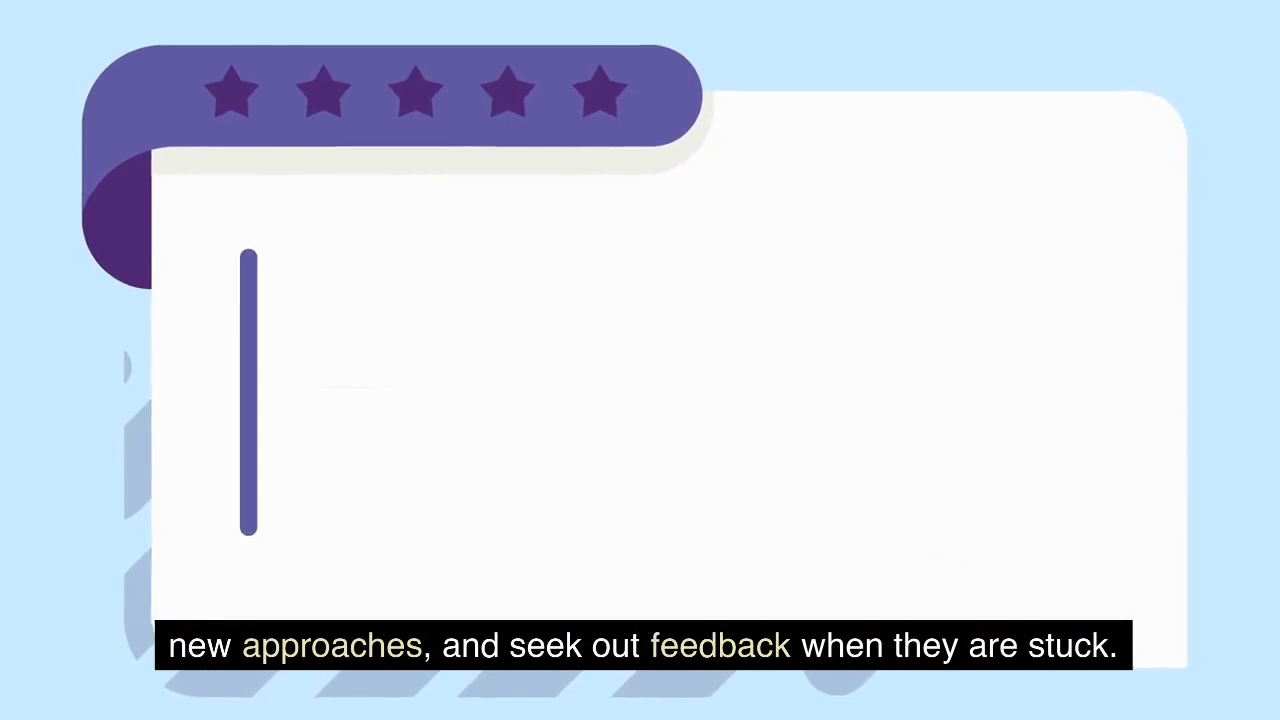 new approaches, and seek out feedback when they are stuck.